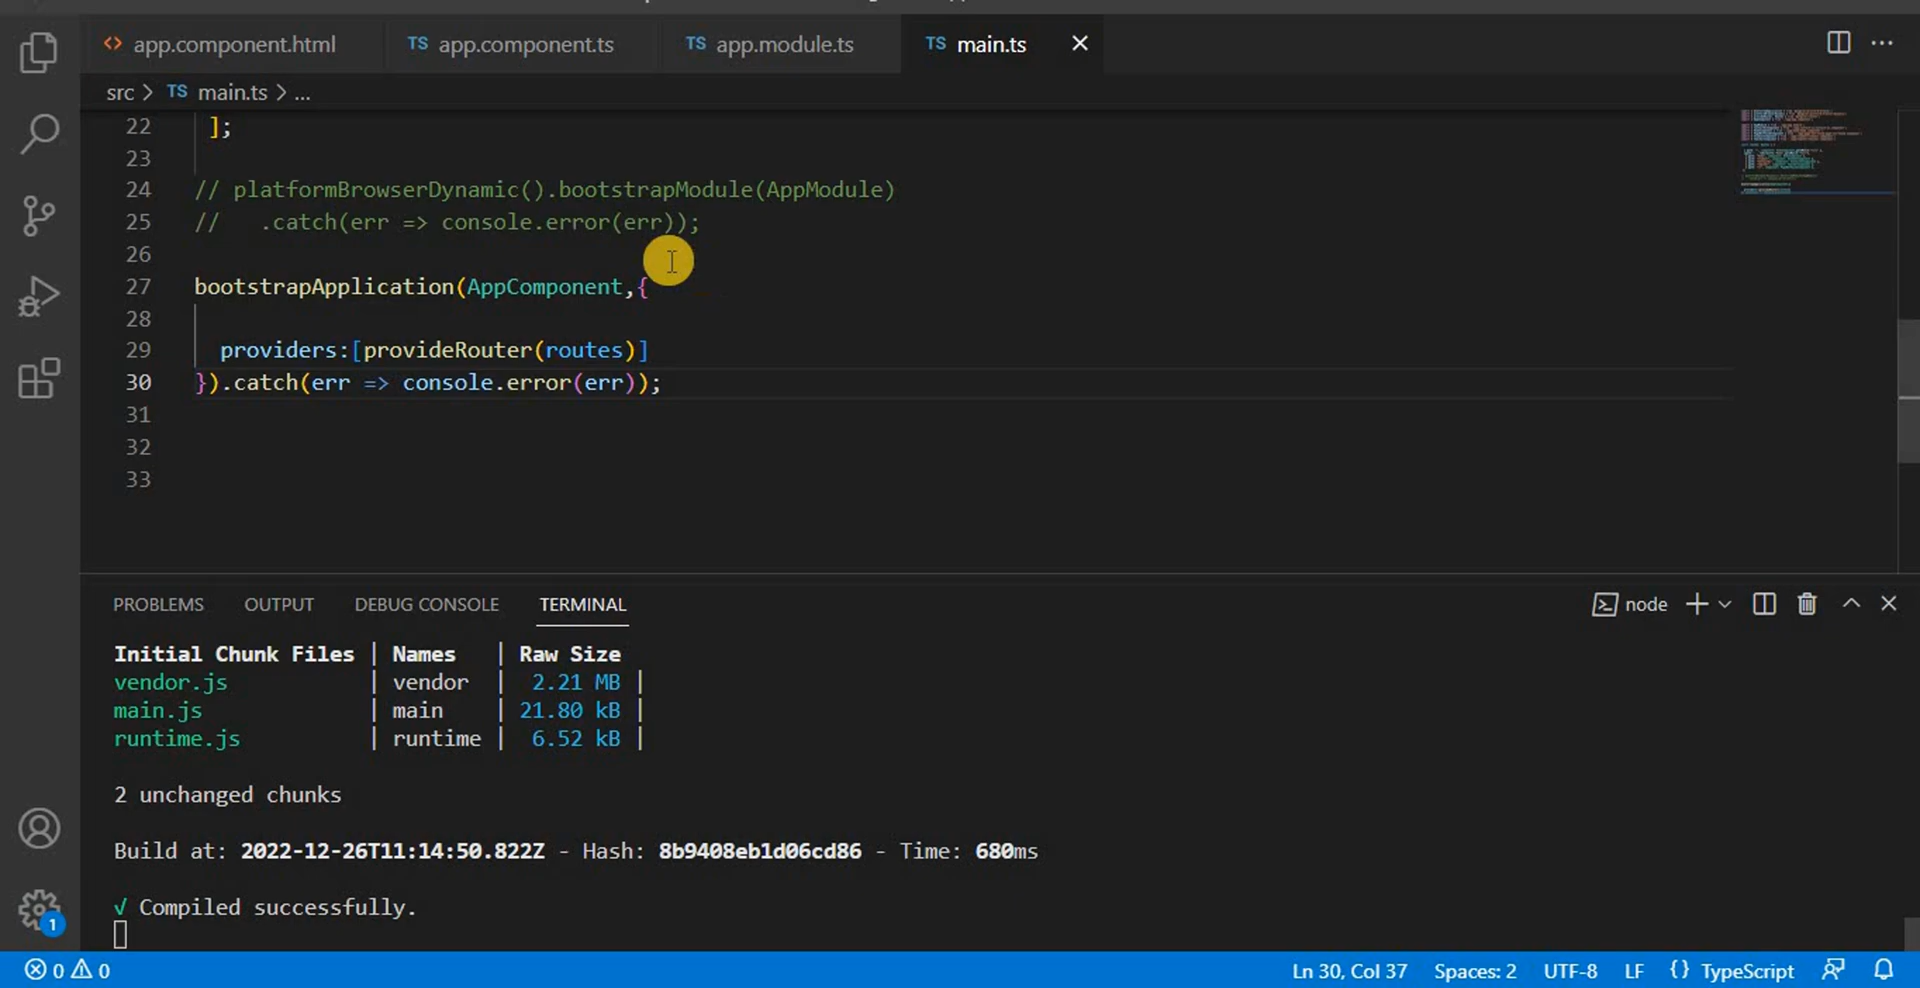 <> app.component.html TS app.component.ts TS app.module.ts TS main.ts
src > TS main.ts > ...
22 ];
23
24 // platformBrowserDynamic().bootstrapModule(AppModule)
25 //   .catch(err => console.error(err));
26
27 bootstrapApplication(AppComponent,{
28
29   providers:[provideRouter(routes)]
30 }).catch(err => console.error(err));
31
32
33
PROBLEMS OUTPUT DEBUG CONSOLE TERMINAL node
Initial Chunk Files | Names | Raw Size
vendor.js | vendor | 2.21 MB |
main.js | main | 21.80 kB |
runtime.js | runtime | 6.52 kB |
2 unchanged chunks
Build at: 2022-12-26T11:14:50.822Z - Hash: 8b9408eb1d06cd86 - Time: 680ms
√ Compiled successfully.
1
0 0 Ln 30, Col 37 Spaces: 2 UTF-8 LF {} TypeScript